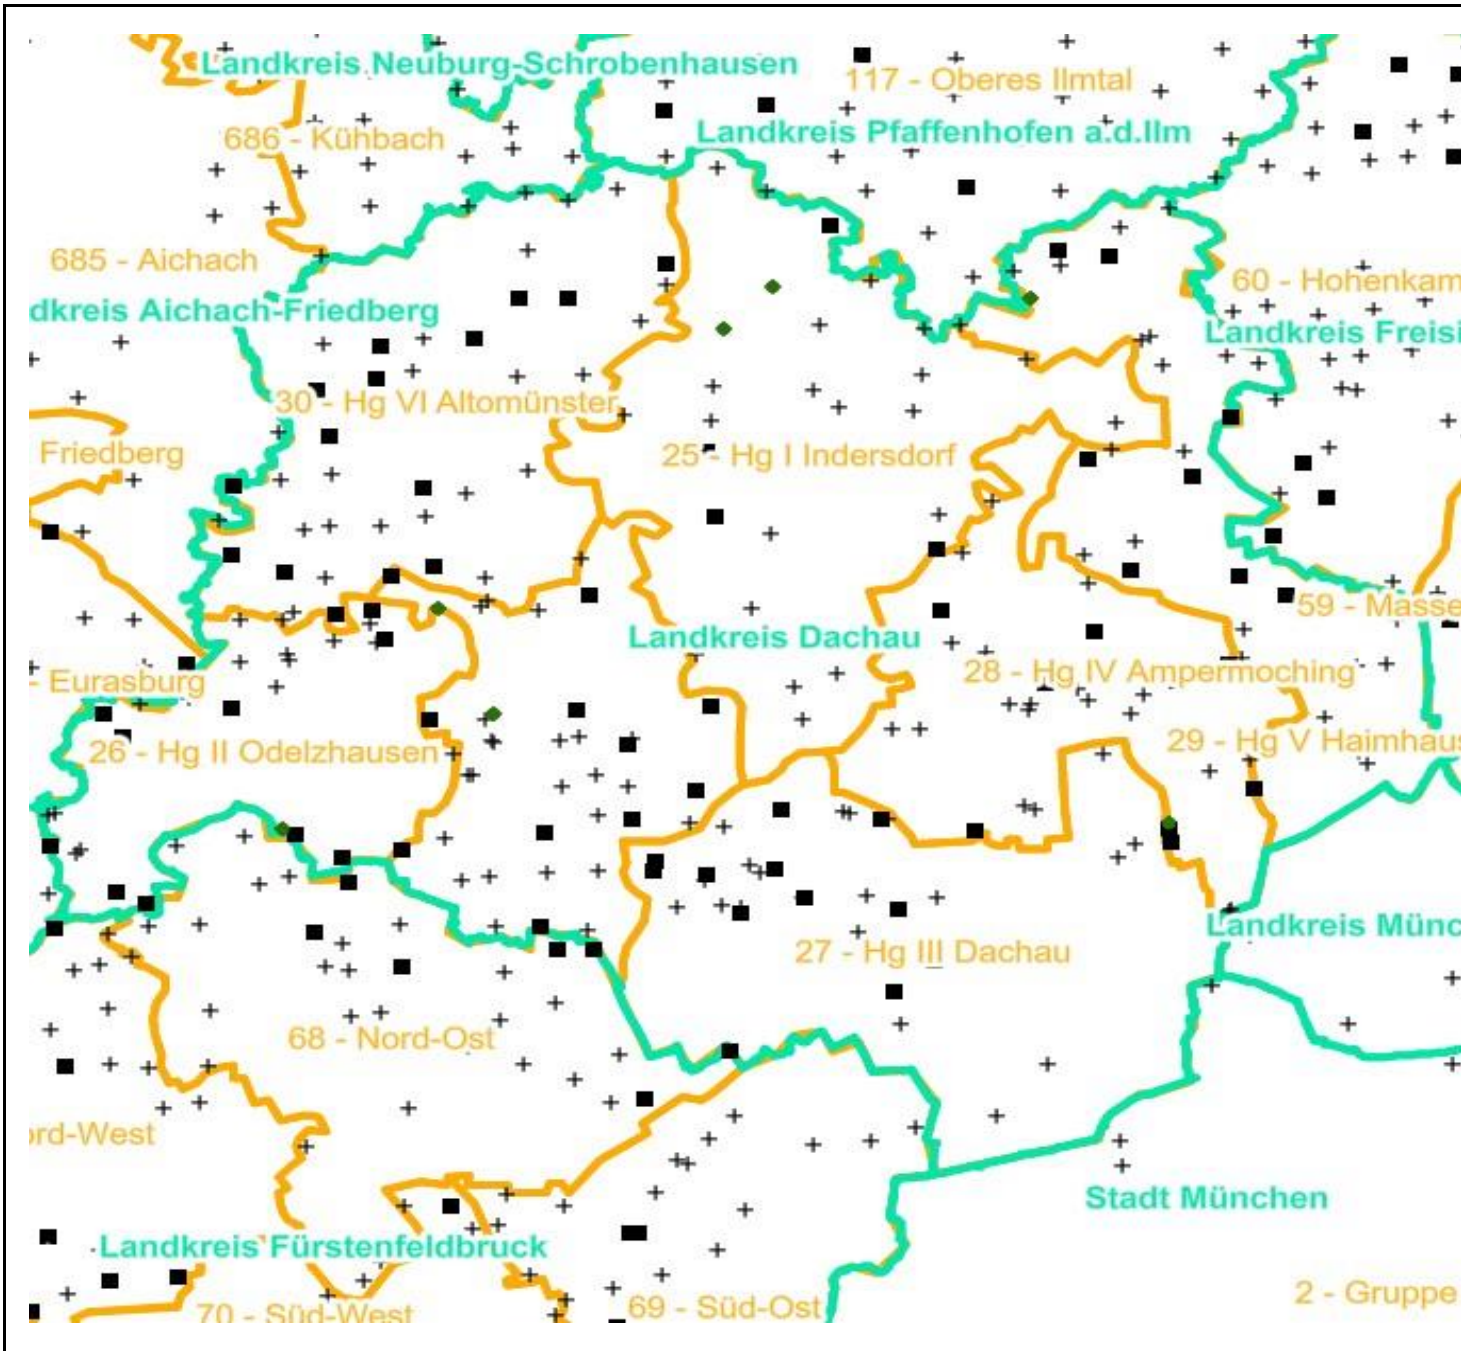 Landkreis Neuburg-Schrobenhausen
117 - Oberes Ilmtal
686 - Kühbach
Landkreis Pfaffenhofen a.d.Ilm
685 - Aichach
60 - Hohenkam
dkreis Aichach-Friedberg
Landkreis Freisi
30 - Hg VI Altomünster
Friedberg
25 - Hg I Indersdorf
59 - Masse
Landkreis Dachau
28 - Hg IV Ampermoching
- Eurasburg
26 - Hg II Odelzhausen
29 - Hg V Haimhaus
Landkreis Münc
27 - Hg III Dachau
68 - Nord-Ost
ord-West
Stadt München
Landkreis Fürstenfeldbruck
2 - Gruppe
70 - Süd-West
69 - Süd-Ost